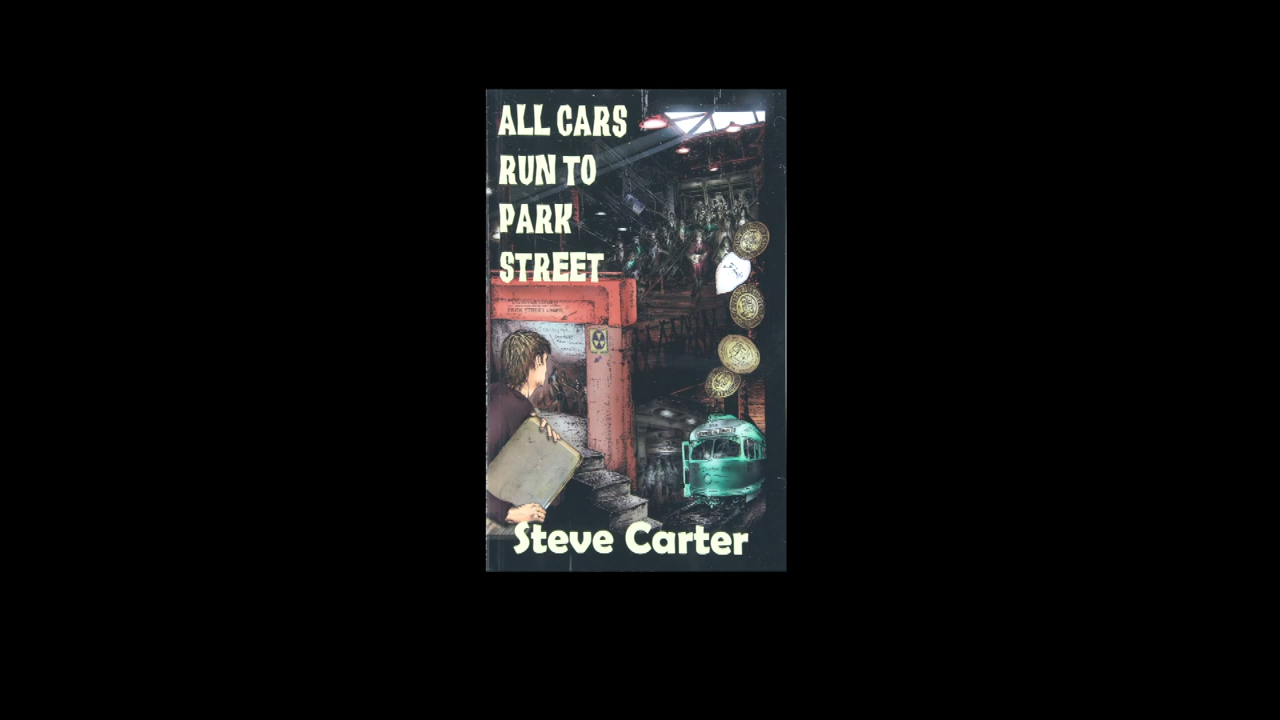 ALL CARS
RUN TO
PARK
STREET
Steve Carter